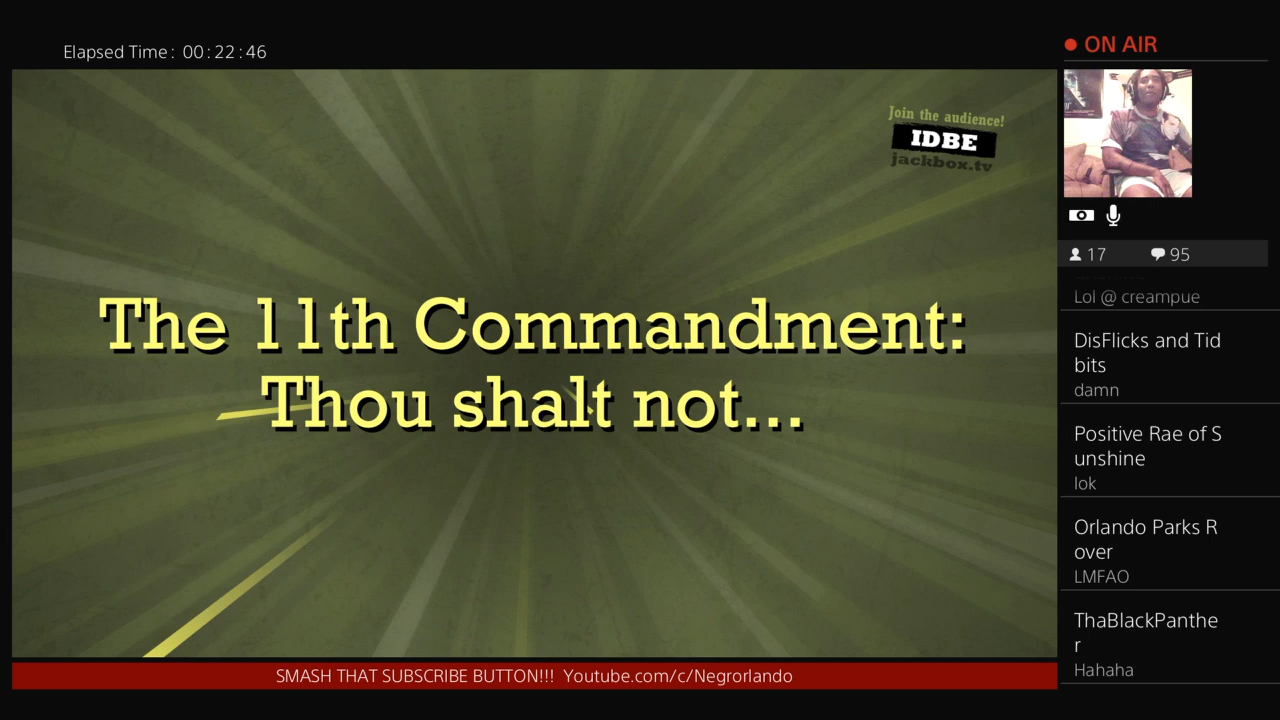 Elapsed Time: 00:22:46
ON AIR
Join the audience!
IDBE
jackbox.tv
The 11th Commandment:
Thou shalt not...
17 95
Lol @ creampue
DisFlicks and Tid
bits
damn
Positive Rae of S
unshine
lok
Orlando Parks R
over
LMFAO
ThaBlackPanthe
r
Hahaha
SMASH THAT SUBSCRIBE BUTTON!!! Youtube.com/c/Negrorlando